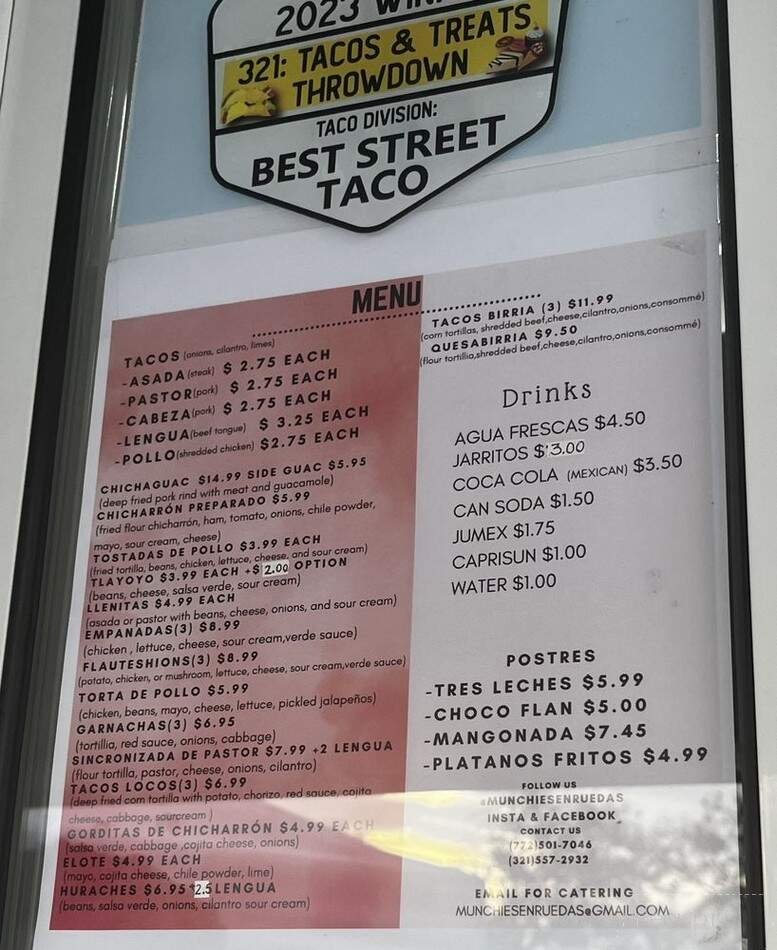 2023
321: TACOS & TREATS
THROWDOWN
TACO DIVISION:
BEST STREET
TACO
MENU
TACOS (onions, cilantro, limes)
-ASADA (steak) $ 2.75 EACH
-PASTOR (pork) $ 2.75 EACH
-CABEZA (pork) $ 2.75 EACH
-LENGUA (beef tongue) $ 3.25 EACH
-POLLO (shredded chicken) $2.75 EACH
CHICHAGUAC $14.99 SIDE GUAC $5.95
(deep fried pork rind with meat and guacamole)
CHICHARRÓN PREPARADO $5.99
(fried flour chicharrón, ham, tomato, onions, chile powder,
mayo, sour cream, cheese)
TOSTADAS DE POLLO $3.99 EACH
(fried tortilla, beans, chicken, lettuce, cheese, and sour cream)
TLAYOYO $3.99 EACH +$ 2.00 OPTION
(beans, cheese, salsa verde, sour cream)
LLENITAS $4.99 EACH
(asada or pastor with beans, cheese, onions, and sour cream)
EMPANADAS(3) $8.99
(chicken , lettuce, cheese, sour cream,verde sauce)
FLAUTESHIONS(3) $8.99
(potato, chicken, or mushroom, lettuce, cheese, sour cream,verde sauce)
TORTA DE POLLO $5.99
(chicken, beans, mayo, cheese, lettuce, pickled jalapeños)
GARNACHAS(3) $6.95
(tortillia, red sauce, onions, cabbage)
SINCRONIZADA DE PASTOR $7.99 +2 LENGUA
(flour tortilla, pastor, cheese, onions, cilantro)
TACOS LOCOS(3) $6.99
(deep fried corn tortilla with potato, chorizo, red sauce, cojita
cheese, cabbage, sourcream )
GORDITAS DE CHICHARRÓN $4.99 EACH
(salsa verde, cabbage ,cojita cheese, onions)
ELOTE $4.99 EACH
(mayo, cojita cheese, chile powder, lime)
HURACHES $6.95 2.5 LENGUA
(beans, salsa verde, onions, cilantro sour cream)
TACOS BIRRIA (3) $11.99
(corn tortillas, shredded beef,cheese,cilantro,onions,consommé)
QUESABIRRIA $9.50
(flour tortillia,shredded beef,cheese,cilantro,onions,consommé)
Drinks
AGUA FRESCAS $4.50
JARRITOS $3.00
COCA COLA (MEXICAN) $3.50
CAN SODA $1.50
JUMEX $1.75
CAPRISUN $1.00
WATER $1.00
POSTRES
-TRES LECHES $5.99
-CHOCO FLAN $5.00
-MANGONADA $7.45
-PLATANOS FRITOS $4.99
FOLLOW US
@MUNCHIESENRUEDAS
INSTA & FACEBOOK
CONTACT US
(772)501-7046
(321)557-2932
EMAIL FOR CATERING
MUNCHIESENRUEDAS@GMAIL.COM